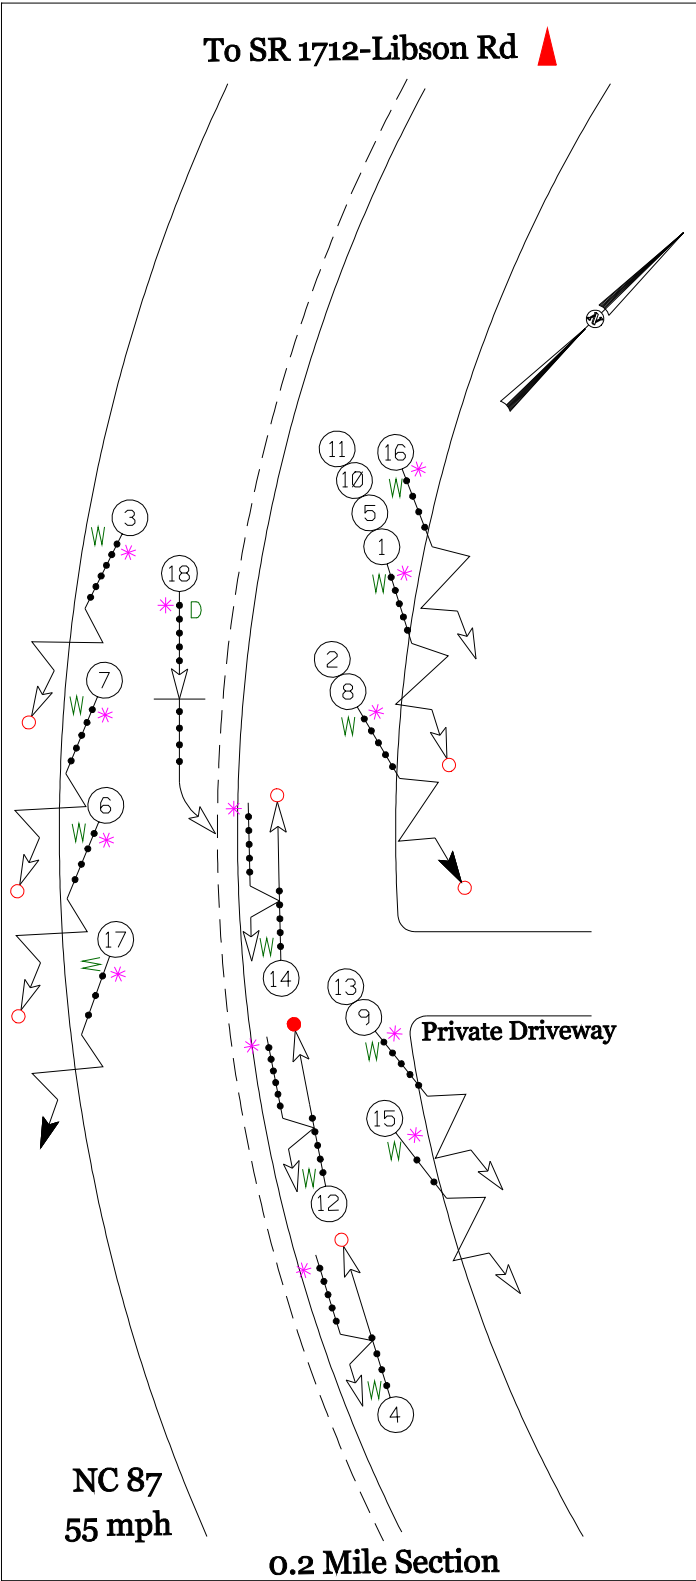 To SR 1712-Libson Rd
N
11
16
10
5
W
3
1
W
W
18
D
2
7
8
W
W
6
W
17
W
W
14
13
9
Private Driveway
W
15
W
W
12
W
4
NC 87
55 mph
0.2 Mile Section